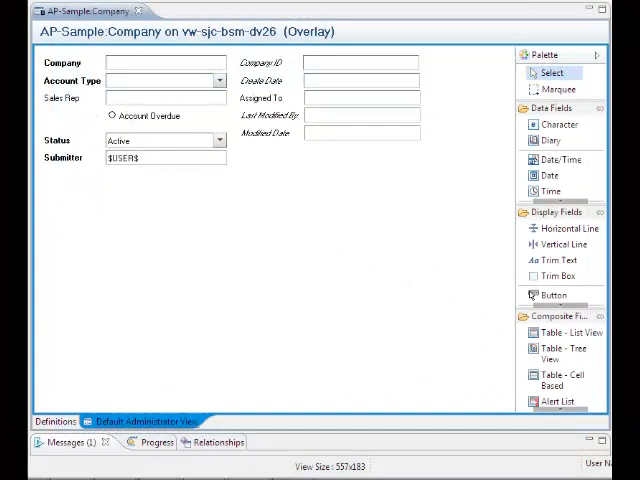 AP-Sample:Company
AP-Sample:Company on vw-sjc-bsm-dv26 (Overlay)
Company
Company ID
Account Type
Create Date
Sales Rep
Assigned To
Account Overdue
Last Modified By
Modified Date
Status
Active
Submitter
$USER$
Palette
Select
Marquee
Data Fields
Character
Diary
Date/Time
Date
Time
Display Fields
Horizontal Line
Vertical Line
Trim Text
Trim Box
Button
Composite Fi...
Table - List View
Table - Tree
View
Table - Cell
Based
Alert List
Definitions
Default Administrator View
Messages (1)
Progress
Relationships
View Size : 557x183
User N